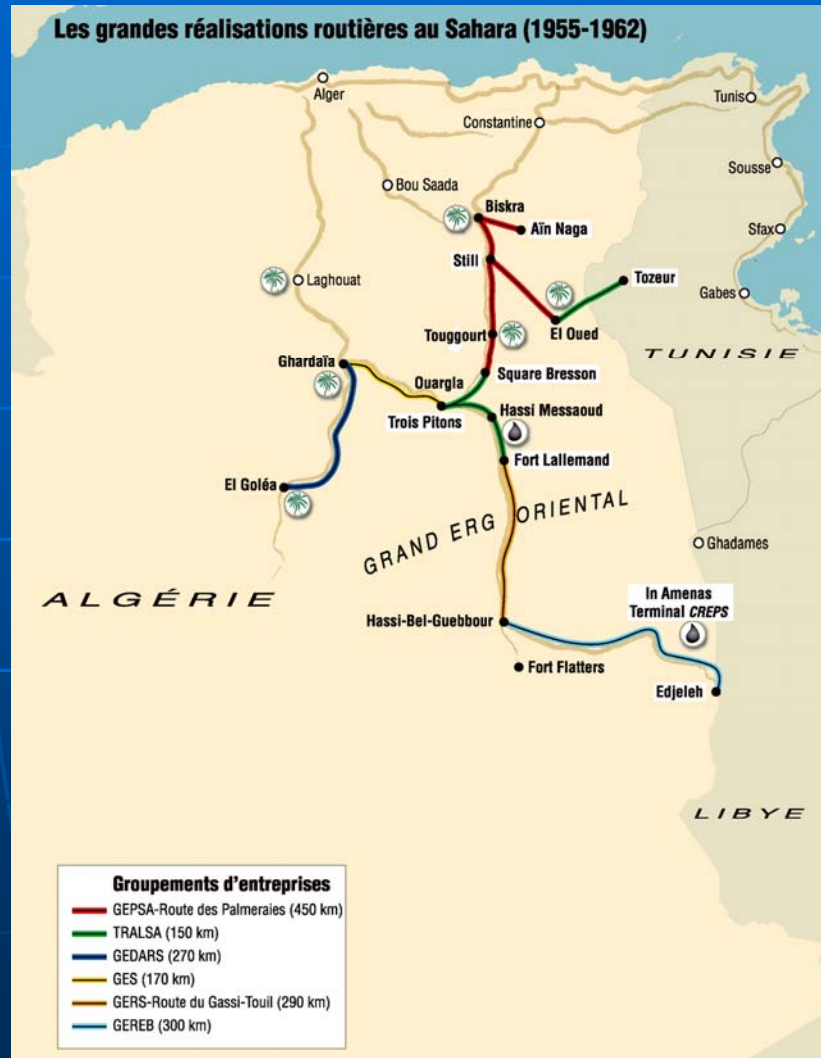 Les grandes réalisations routières au Sahara (1955-1962)
Alger
Tunis
Constantine
Sousse
Bou Saada
Biskra
Aïn Naga
Sfax
Still
Laghouat
Tozeur
Gabes
El Oued
Touggourt
TUNISIE
Ghardaïa
Ouargla
Square Bresson
Trois Pitons
Hassi Messaoud
Fort Lallemand
El Goléa
GRAND ERG ORIENTAL
Ghadames
ALGÉRIE
In Amenas
Terminal CREPS
Hassi-Bel-Guebbour
Fort Flatters
Edjeleh
LIBYE
Groupements d'entreprises
GEPSA-Route des Palmeraies (450 km)
TRALSA (150 km)
GEDARS (270 km)
GES (170 km)
GERS-Route du Gassi-Touil (290 km)
GEREB (300 km)